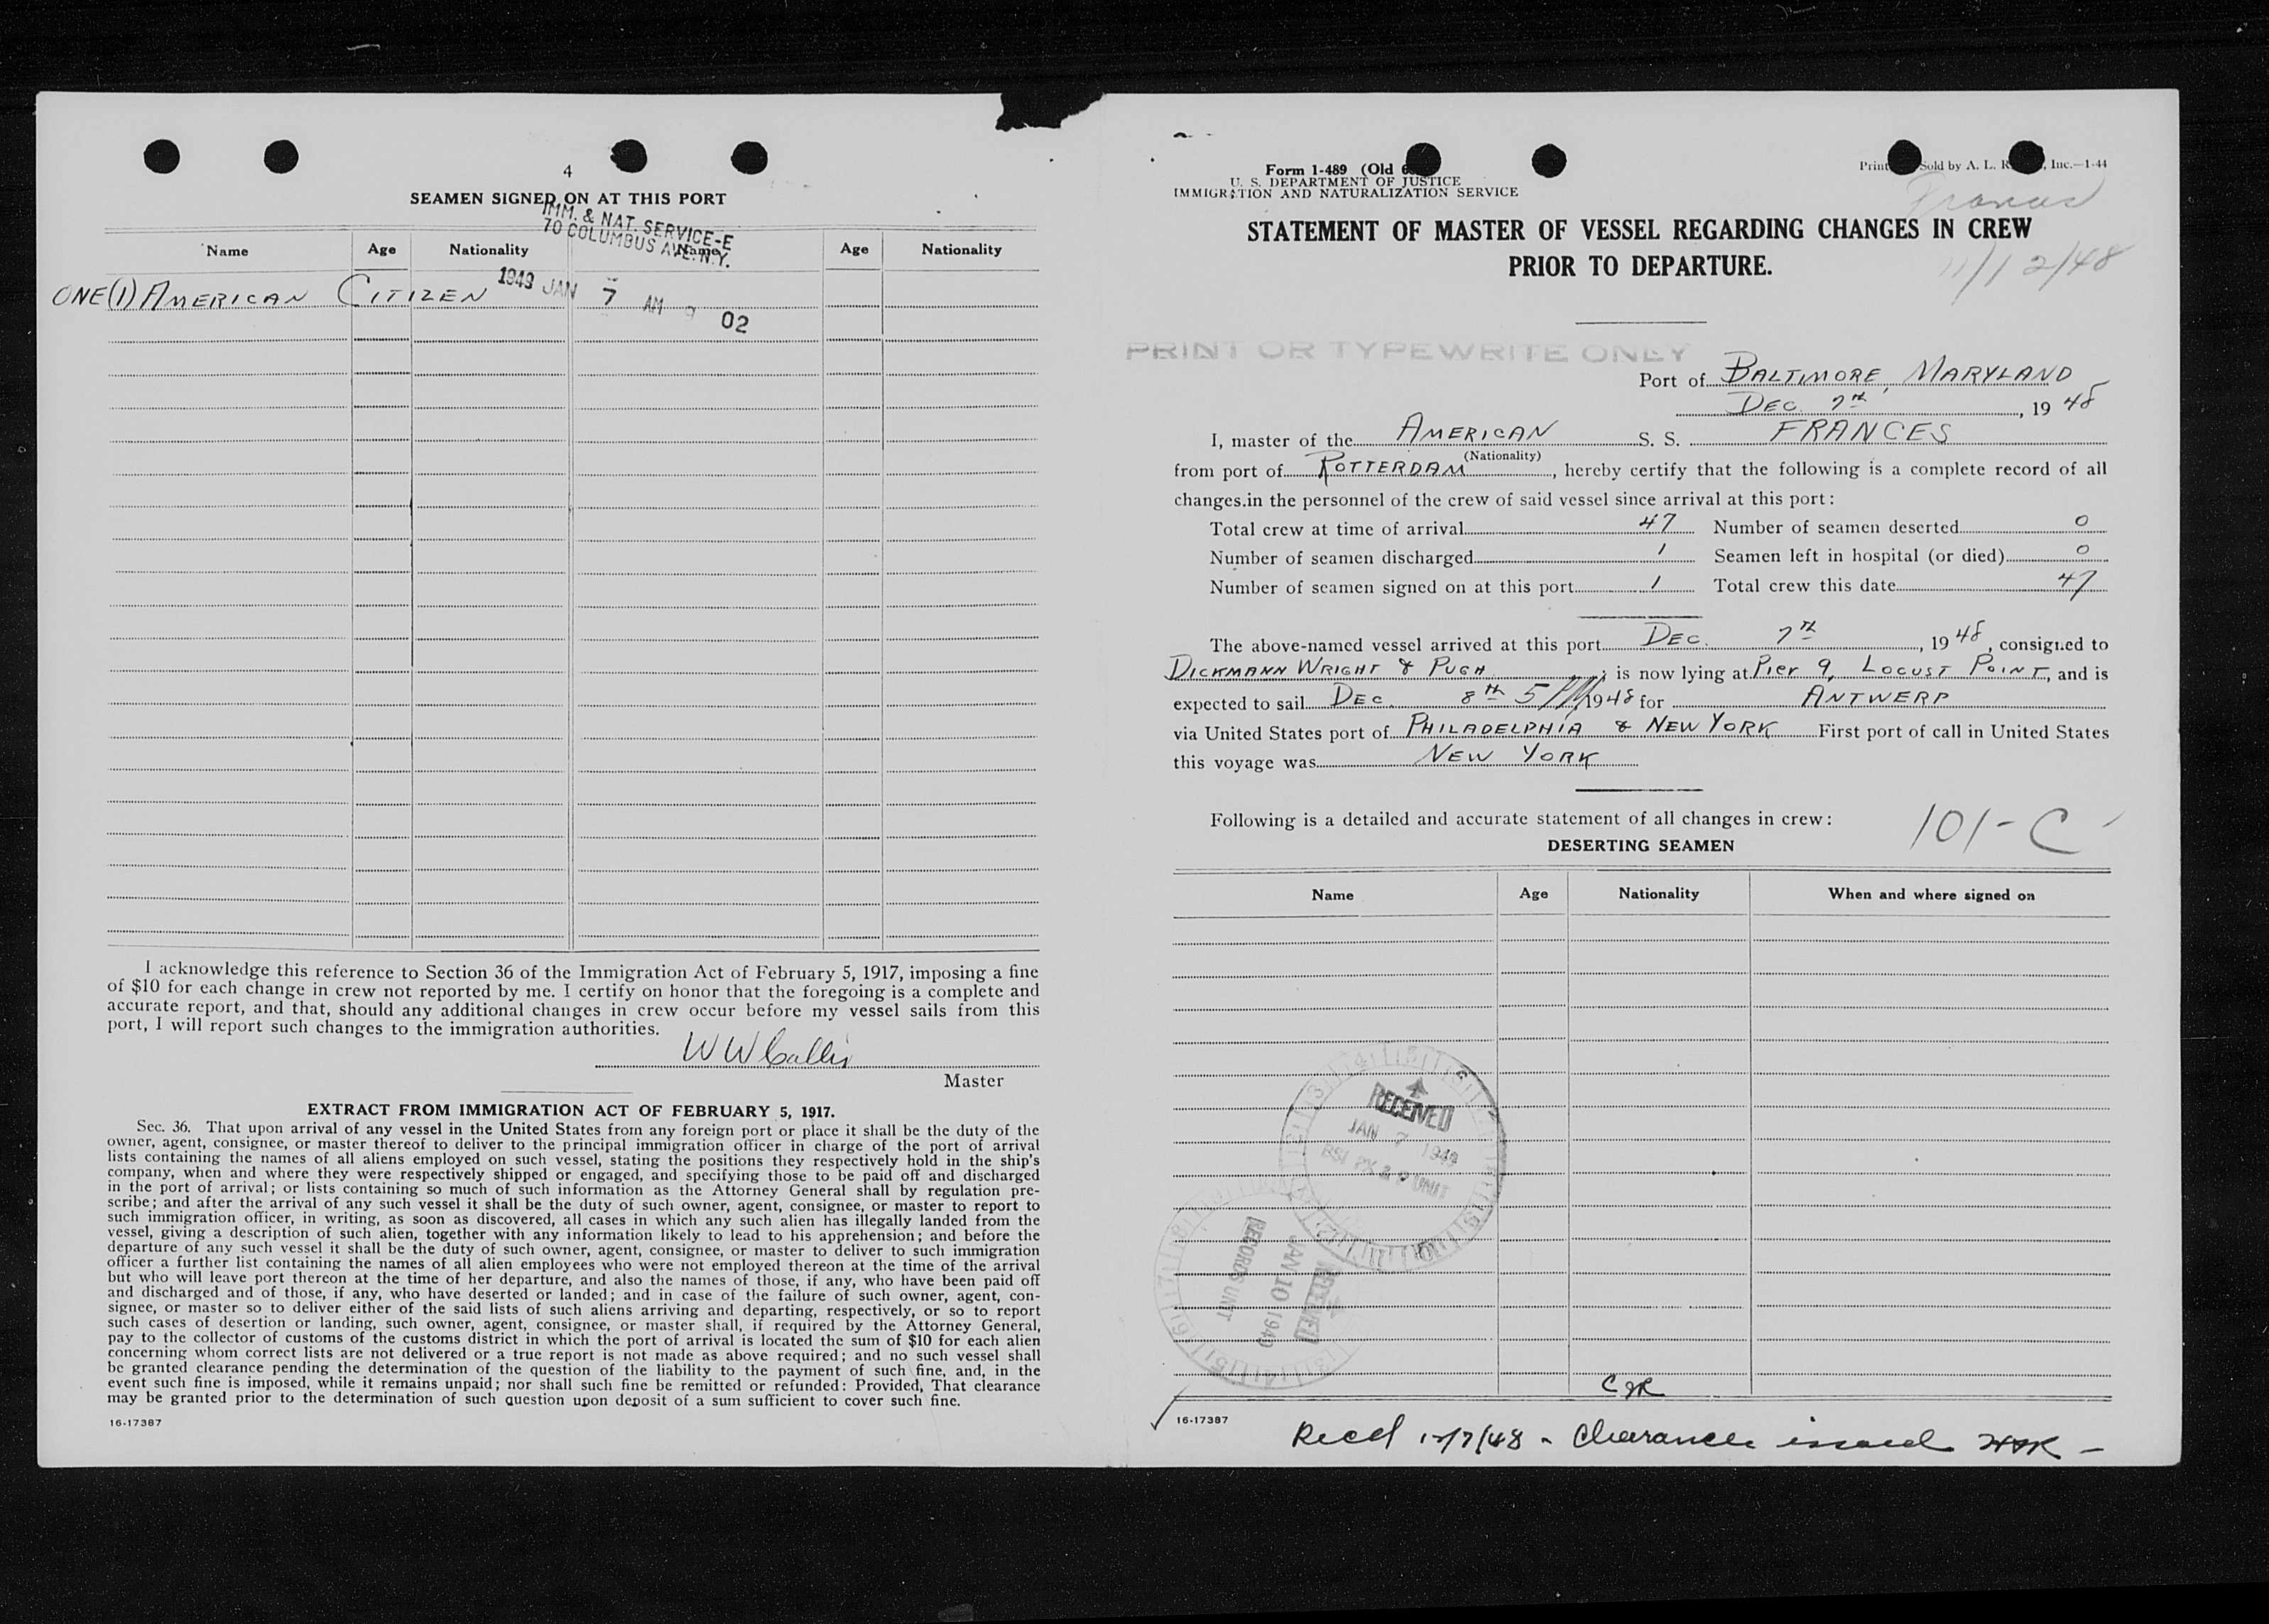 4
SEAMEN SIGNED ON AT THIS PORT
IMM. & NAT. SERVICE-E
70 COLUMBUS AVE. N.Y.
Name Age Nationality Name Age Nationality
1949 JAN 7 AM 9 02
ONE (1) AMERICAN CITIZEN
I acknowledge this reference to Section 36 of the Immigration Act of February 5, 1917, imposing a fine
of $10 for each change in crew not reported by me. I certify on honor that the foregoing is a complete and
accurate report, and that, should any additional changes in crew occur before my vessel sails from this
port, I will report such changes to the immigration authorities.
W W Callis
Master
EXTRACT FROM IMMIGRATION ACT OF FEBRUARY 5, 1917.
Sec. 36. That upon arrival of any vessel in the United States from any foreign port or place it shall be the duty of the
owner, agent, consignee, or master thereof to deliver to the principal immigration officer in charge of the port of arrival
lists containing the names of all aliens employed on such vessel, stating the positions they respectively hold in the ship's
company, when and where they were respectively shipped or engaged, and specifying those to be paid off and discharged
in the port of arrival; or lists containing so much of such information as the Attorney General shall by regulation pre-
scribe; and after the arrival of any such vessel it shall be the duty of such owner, agent, consignee, or master to report to
such immigration officer, in writing, as soon as discovered, all cases in which any such alien has illegally landed from the
vessel, giving a description of such alien, together with any information likely to lead to his apprehension; and before the
departure of any such vessel it shall be the duty of such owner, agent, consignee, or master to deliver to such immigration
officer a further list containing the names of all alien employees who were not employed thereon at the time of the arrival
but who will leave port thereon at the time of her departure, and also the names of those, if any, who have been paid off
and discharged and of those, if any, who have deserted or landed; and in case of the failure of such owner, agent, con-
signee, or master so to deliver either of the said lists of such aliens arriving and departing, respectively, or so to report
such cases of desertion or landing, such owner, agent, consignee, or master shall, if required by the Attorney General,
pay to the collector of customs of the customs district in which the port of arrival is located the sum of $10 for each alien
concerning whom correct lists are not delivered or a true report is not made as above required; and no such vessel shall
be granted clearance pending the determination of the question of the liability to the payment of such fine, and, in the
event such fine is imposed, while it remains unpaid; nor shall such fine be remitted or refunded: Provided, That clearance
may be granted prior to the determination of such question upon deposit of a sum sufficient to cover such fine.
16-17387
Form 1-489 (Old
U. S. DEPARTMENT OF JUSTICE
IMMIGRATION AND NATURALIZATION SERVICE
Sold by A. L. Inc.—1-44
Frances
STATEMENT OF MASTER OF VESSEL REGARDING CHANGES IN CREW
PRIOR TO DEPARTURE.
11/12/48
PRINT OR TYPEWRITE ONLY
Port of BALTIMORE, MARYLAND
DEC 7th, 1948
I, master of the AMERICAN S. S. FRANCES
(Nationality)
from port of ROTTERDAM, hereby certify that the following is a complete record of all
changes in the personnel of the crew of said vessel since arrival at this port:
Total crew at time of arrival 47 Number of seamen deserted 0
Number of seamen discharged 1 Seamen left in hospital (or died) 0
Number of seamen signed on at this port 1 Total crew this date 47
The above-named vessel arrived at this port DEC. 7th, 1948, consigned to
DICKMANN WRIGHT & PUGH; is now lying at Pier 9, LOCUST POINT, and is
expected to sail DEC. 8th 5 PM 1948 for ANTWERP
via United States port of PHILADELPHIA & NEW YORK First port of call in United States
this voyage was NEW YORK
Following is a detailed and accurate statement of all changes in crew:
101-C
DESERTING SEAMEN
Name Age Nationality When and where signed on
RECEIVED
JAN 7 1949
UNIT
RECEIVED
JAN 10 1949
RECORDS UNIT
16-17387
Recd 12/7/48 - Clearance issued